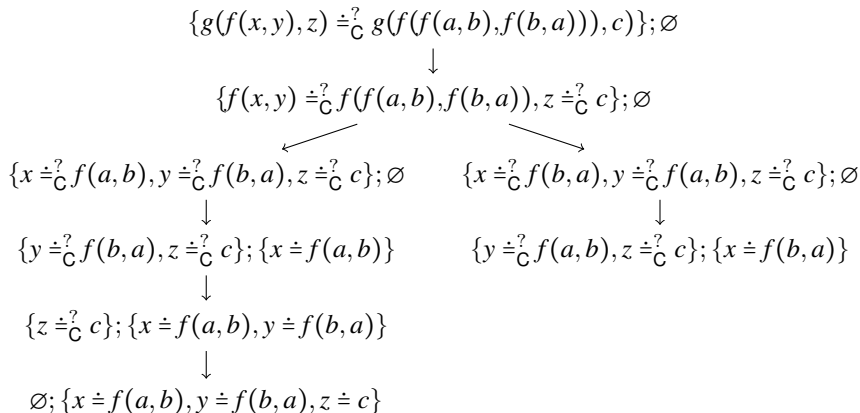 {g(f(x, y), z) ≐?C g(f(f(a, b), f(b, a))), c)}; ∅
↓
{f(x, y) ≐?C f(f(a, b), f(b, a)), z ≐?C c}; ∅
{x ≐?C f(a, b), y ≐?C f(b, a), z ≐?C c}; ∅ {x ≐?C f(b, a), y ≐?C f(a, b), z ≐?C c}; ∅
↓ ↓
{y ≐?C f(b, a), z ≐?C c}; {x ≐ f(a, b)} {y ≐?C f(a, b), z ≐?C c}; {x ≐ f(b, a)}
↓
{z ≐?C c}; {x ≐ f(a, b), y ≐ f(b, a)}
↓
∅; {x ≐ f(a, b), y ≐ f(b, a), z ≐ c}